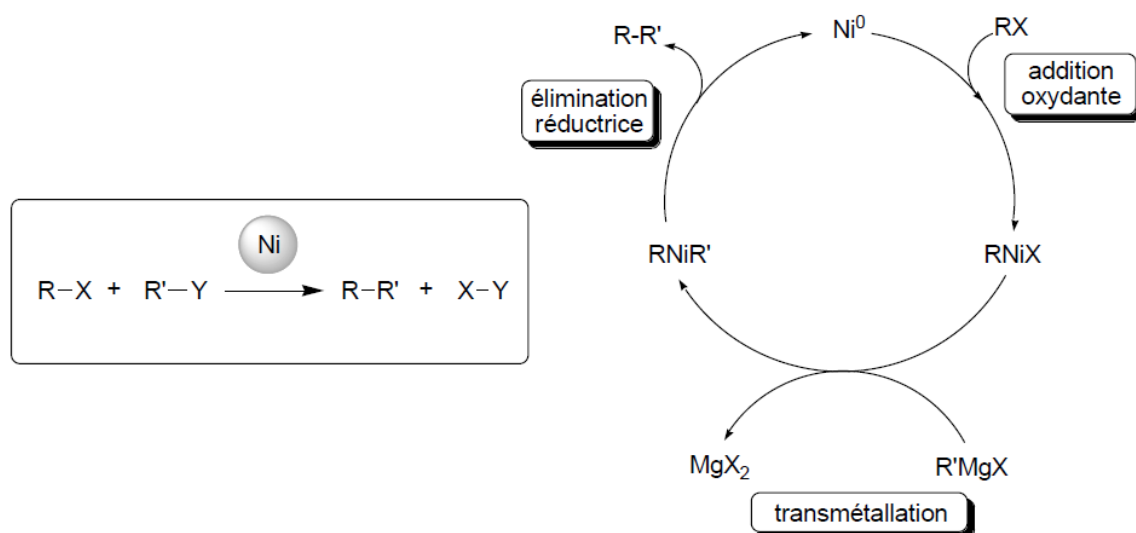 Ni
R–X + R'–Y R–R' + X–Y
R-R'
Ni⁰
RX
addition
oxydante
élimination
réductrice
RNiR'
RNiX
MgX₂
R'MgX
transmétallation